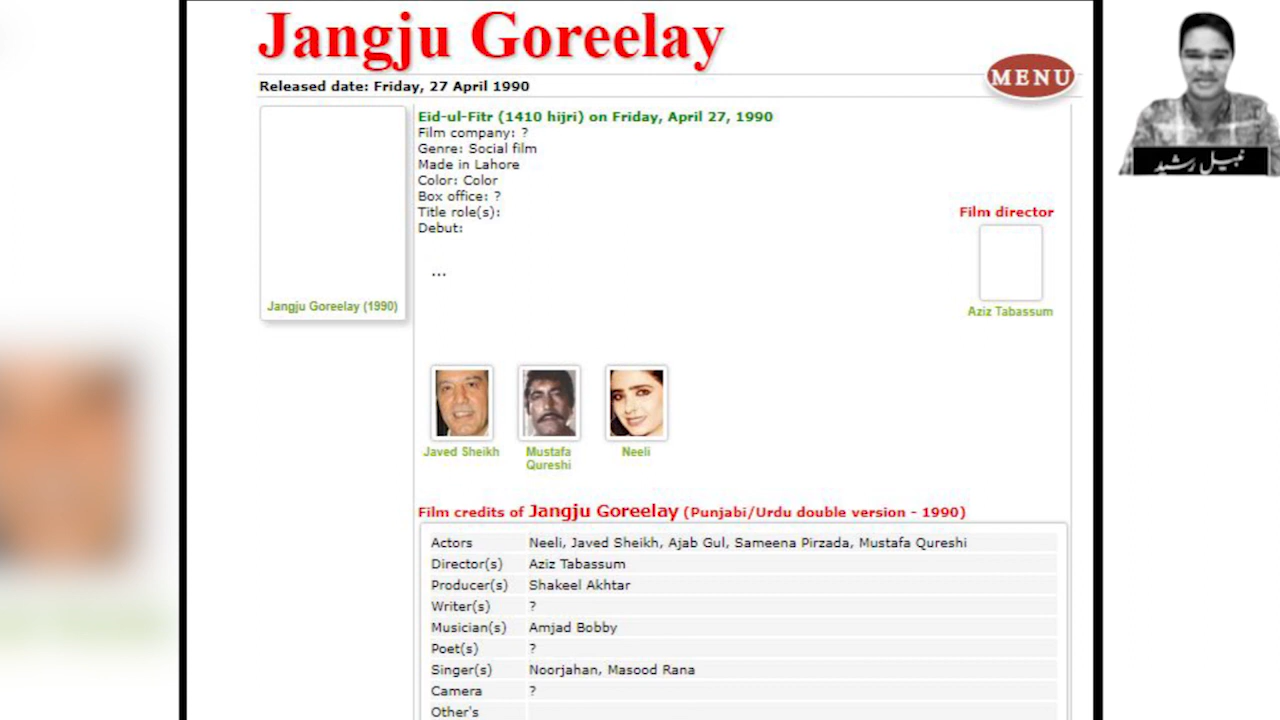 Jangju Goreelay
MENU
Released date: Friday, 27 April 1990
نبیل رشید
Eid-ul-Fitr (1410 hijri) on Friday, April 27, 1990
Film company: ?
Genre: Social film
Made in Lahore
Color: Color
Box office: ?
Title role(s):
Debut:
...
Film director
Aziz Tabassum
Jangju Goreelay (1990)
Javed Sheikh
Mustafa
Qureshi
Neeli
Film credits of Jangju Goreelay (Punjabi/Urdu double version - 1990)
Actors Neeli, Javed Sheikh, Ajab Gul, Sameena Pirzada, Mustafa Qureshi
Director(s) Aziz Tabassum
Producer(s) Shakeel Akhtar
Writer(s) ?
Musician(s) Amjad Bobby
Poet(s) ?
Singer(s) Noorjahan, Masood Rana
Camera ?
Other's